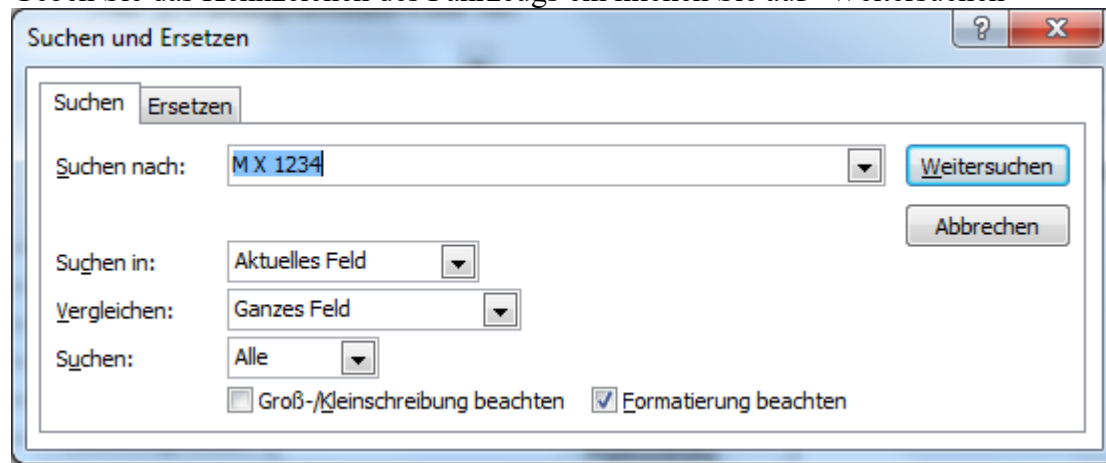 Suchen und Ersetzen
Suchen Ersetzen
Suchen nach: M X 1234 Weitersuchen
Abbrechen
Suchen in: Aktuelles Feld
Vergleichen: Ganzes Feld
Suchen: Alle
Groß-/Kleinschreibung beachten Formatierung beachten